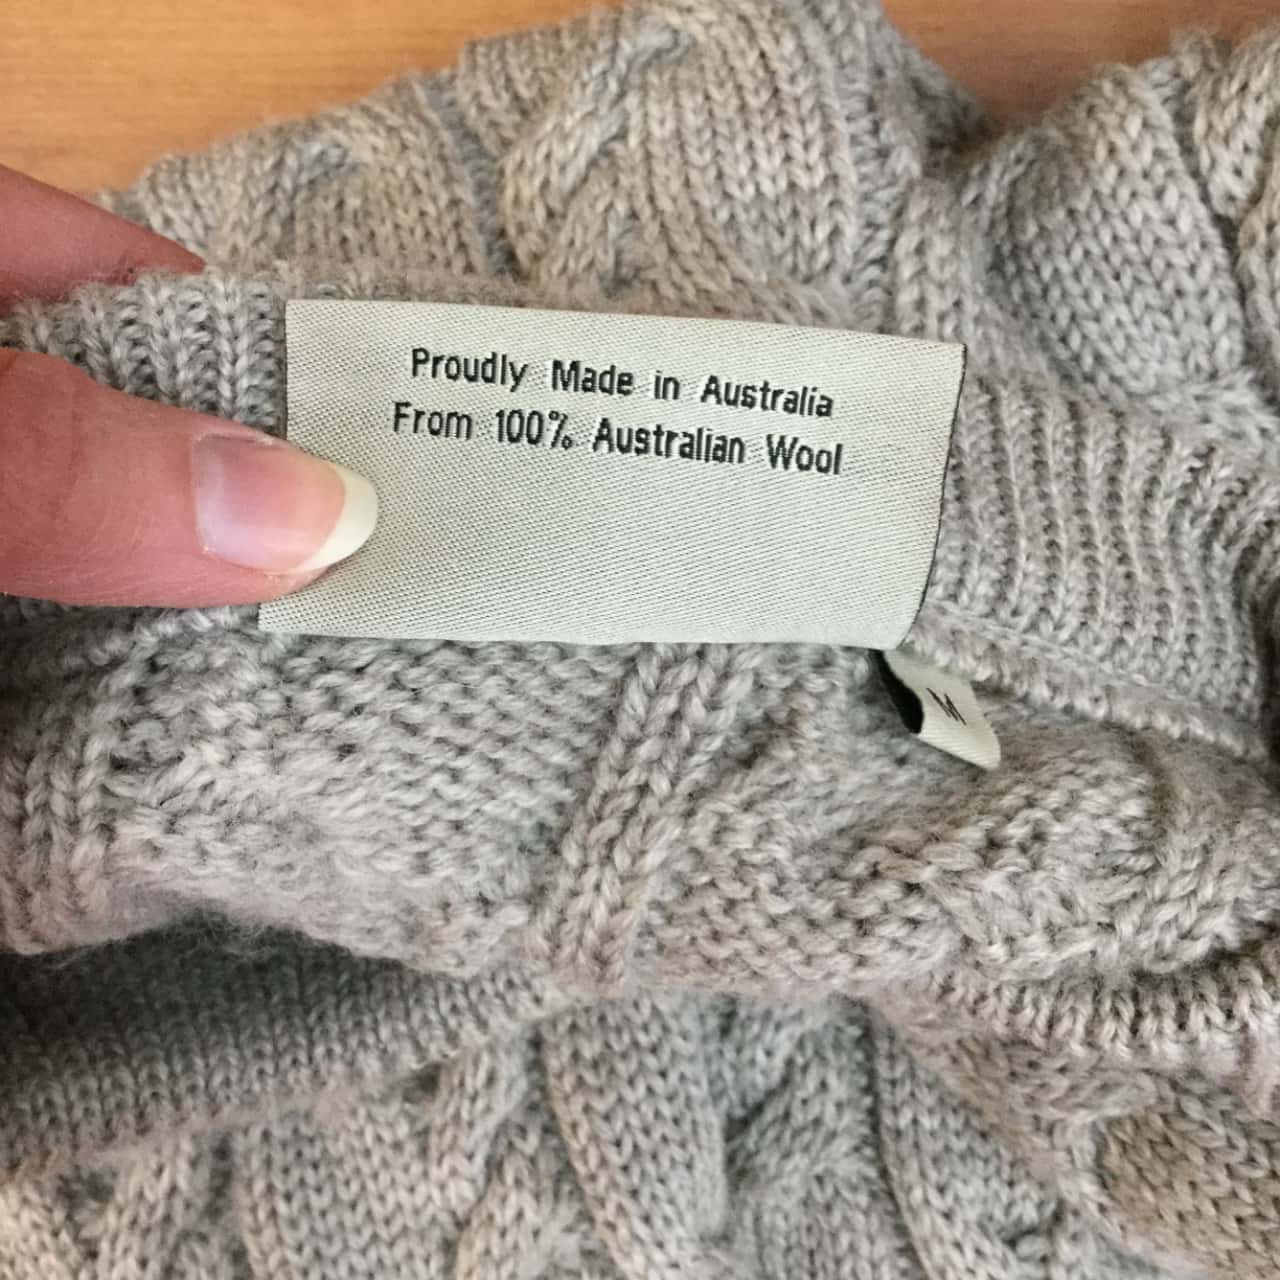 Proudly Made in Australia
From 100% Australian Wool
M